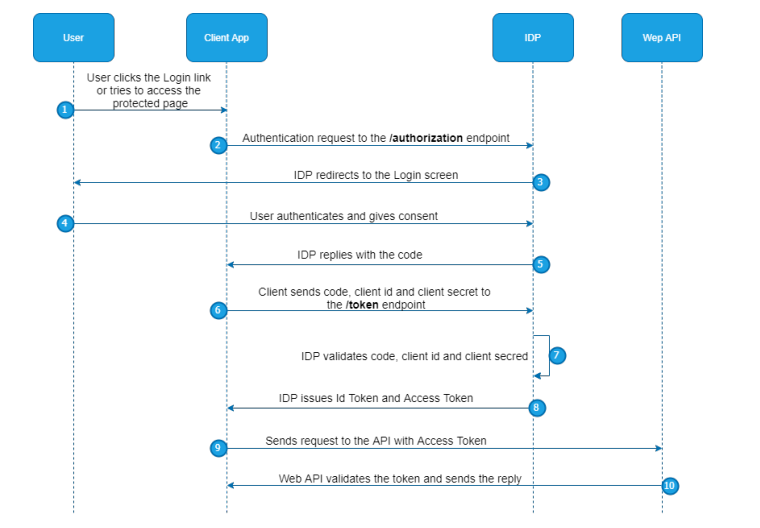 User
Client App
IDP
Wep API
User clicks the Login link
or tries to access the
protected page
1
2
Authentication request to the /authorization endpoint
IDP redirects to the Login screen
3
4
User authenticates and gives consent
IDP replies with the code
5
Client sends code, client id and client secret to
the /token endpoint
6
IDP validates code, client id and client secred
7
IDP issues Id Token and Access Token
8
9
Sends request to the API with Access Token
Web API validates the token and sends the reply
10